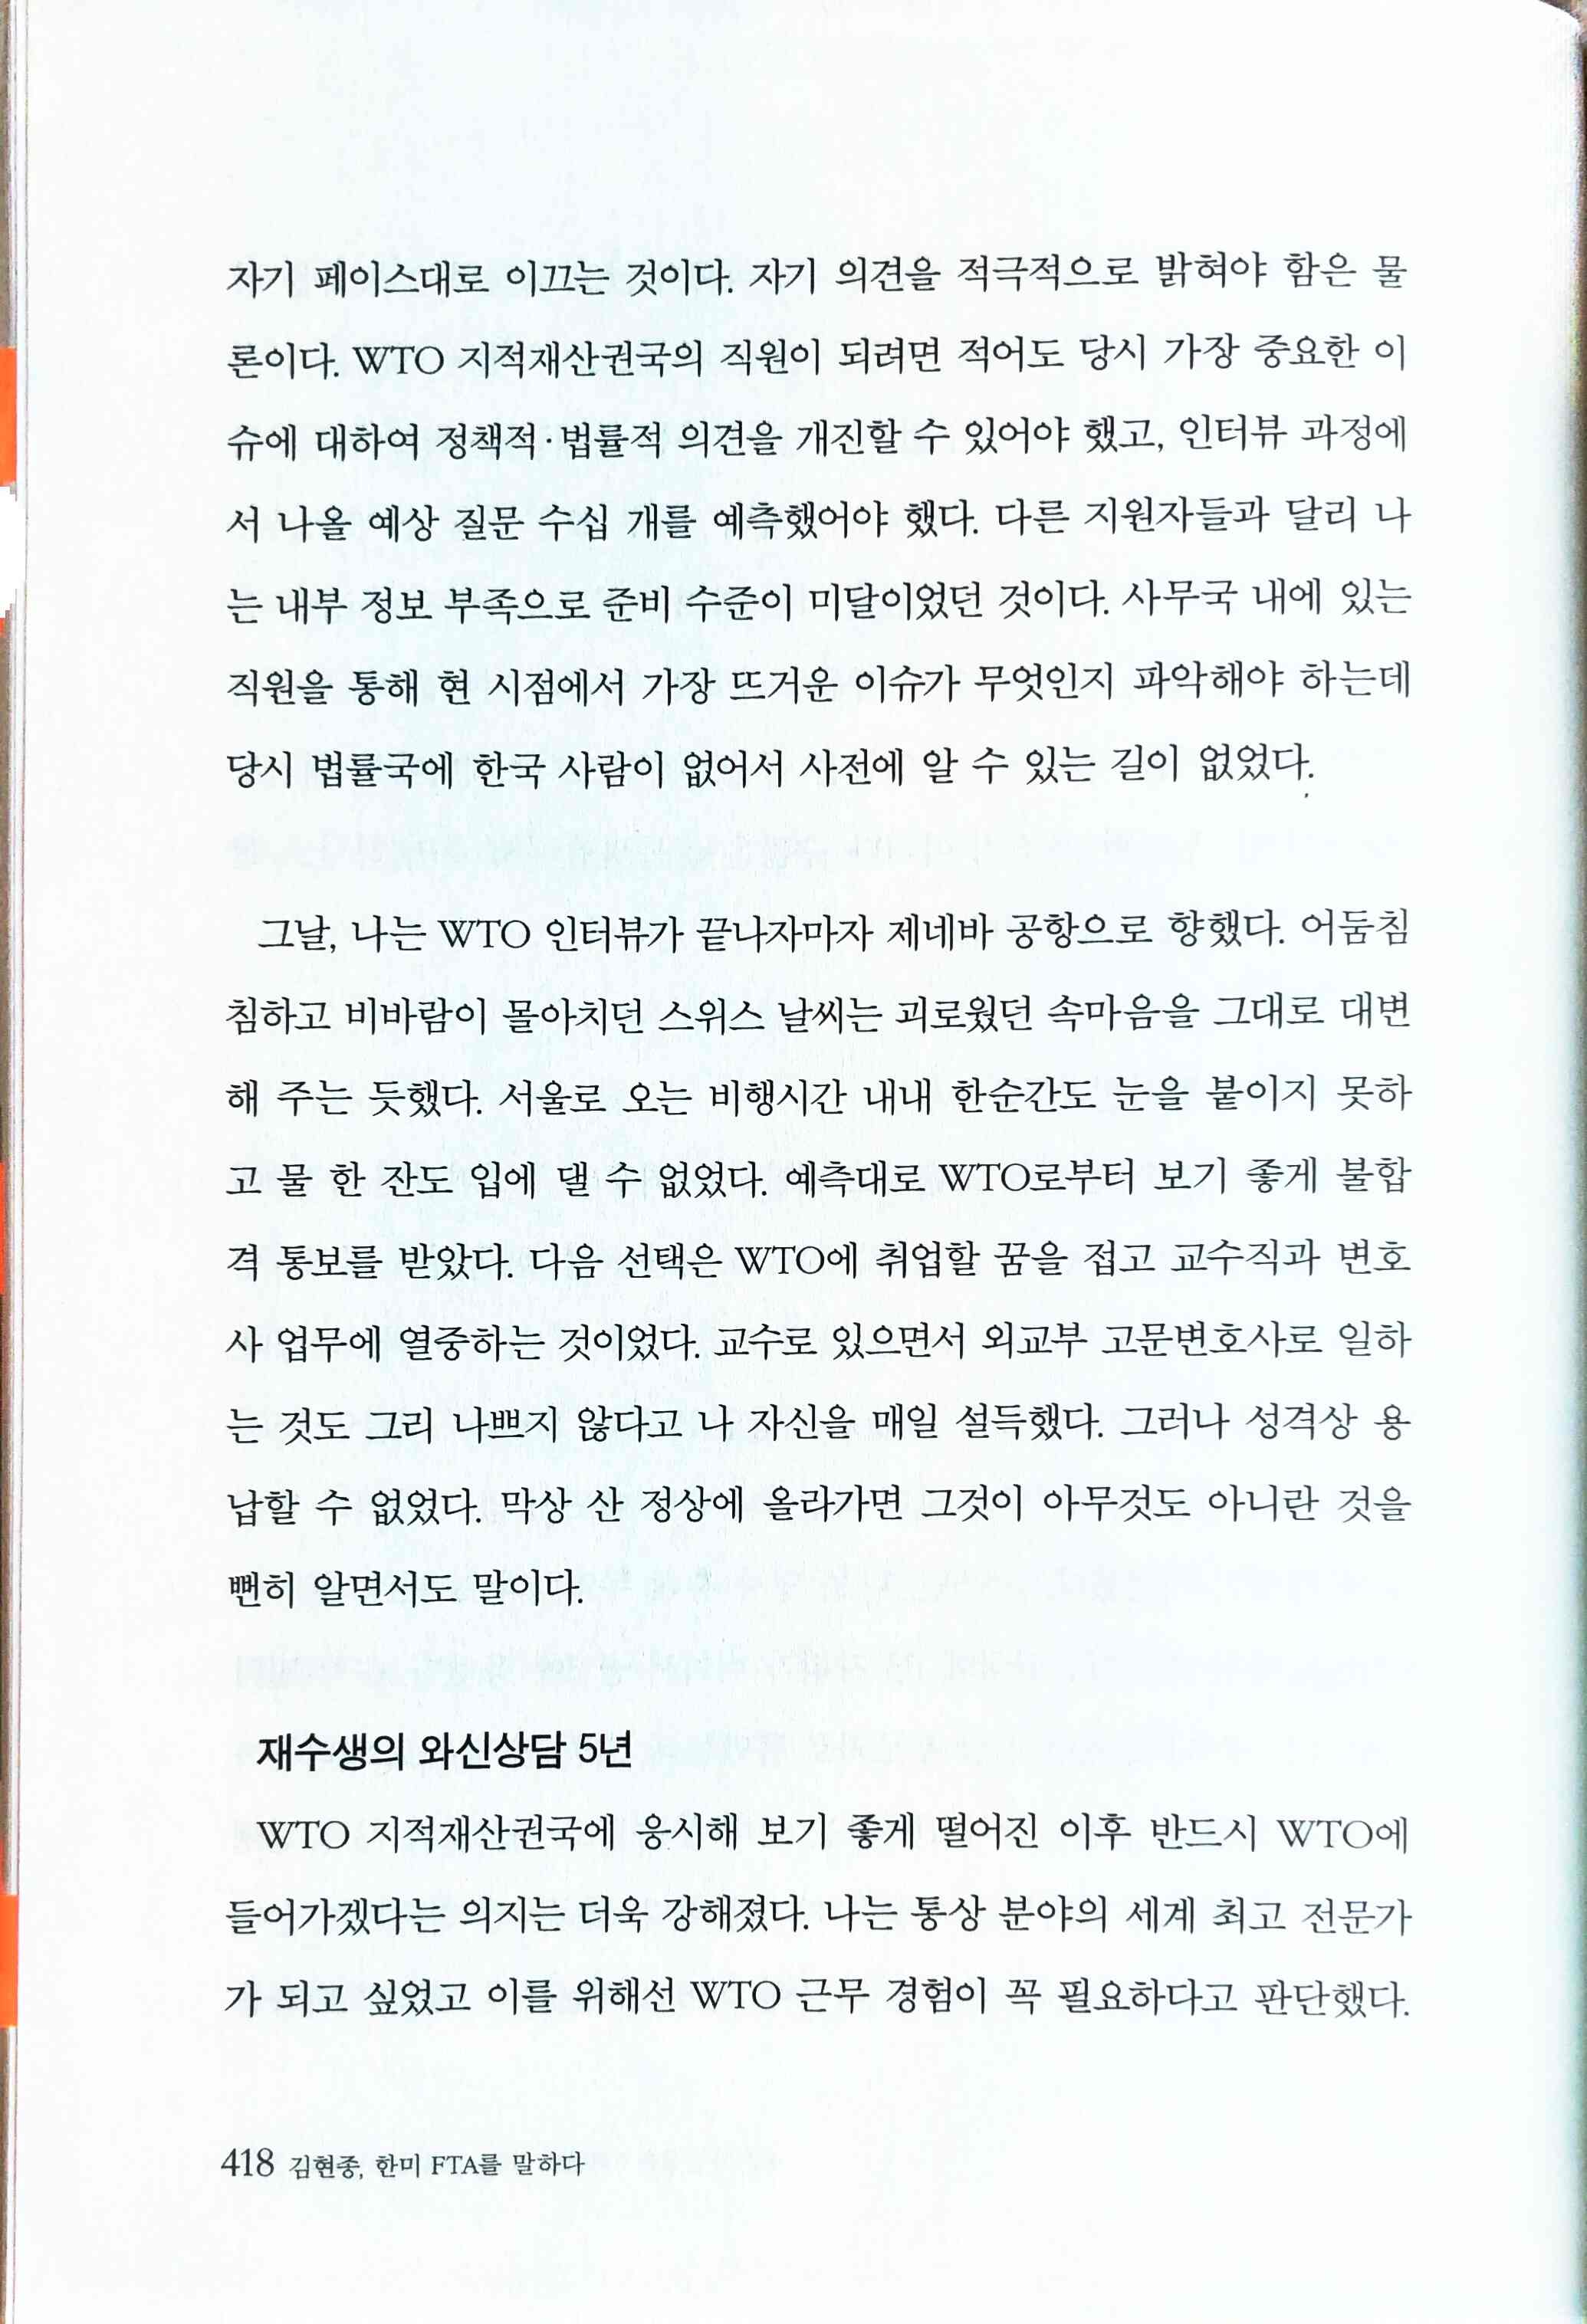 자기 페이스대로 이끄는 것이다. 자기 의견을 적극적으로 밝혀야 함은 물
론이다. WTO 지적재산권국의 직원이 되려면 적어도 당시 가장 중요한 이
슈에 대하여 정책적·법률적 의견을 개진할 수 있어야 했고, 인터뷰 과정에
서 나올 예상 질문 수십 개를 예측했어야 했다. 다른 지원자들과 달리 나
는 내부 정보 부족으로 준비 수준이 미달이었던 것이다. 사무국 내에 있는
직원을 통해 현 시점에서 가장 뜨거운 이슈가 무엇인지 파악해야 하는데
당시 법률국에 한국 사람이 없어서 사전에 알 수 있는 길이 없었다.
그날, 나는 WTO 인터뷰가 끝나자마자 제네바 공항으로 향했다. 어둠침
침하고 비바람이 몰아치던 스위스 날씨는 괴로웠던 속마음을 그대로 대변
해 주는 듯했다. 서울로 오는 비행시간 내내 한순간도 눈을 붙이지 못하
고 물 한 잔도 입에 댈 수 없었다. 예측대로 WTO로부터 보기 좋게 불합
격 통보를 받았다. 다음 선택은 WTO에 취업할 꿈을 접고 교수직과 변호
사 업무에 열중하는 것이었다. 교수로 있으면서 외교부 고문변호사로 일하
는 것도 그리 나쁘지 않다고 나 자신을 매일 설득했다. 그러나 성격상 용
납할 수 없었다. 막상 산 정상에 올라가면 그것이 아무것도 아니란 것을
뻔히 알면서도 말이다.
재수생의 와신상담 5년
WTO 지적재산권국에 응시해 보기 좋게 떨어진 이후 반드시 WTO에
들어가겠다는 의지는 더욱 강해졌다. 나는 통상 분야의 세계 최고 전문가
가 되고 싶었고 이를 위해선 WTO 근무 경험이 꼭 필요하다고 판단했다.
418 김현종, 한미 FTA를 말하다